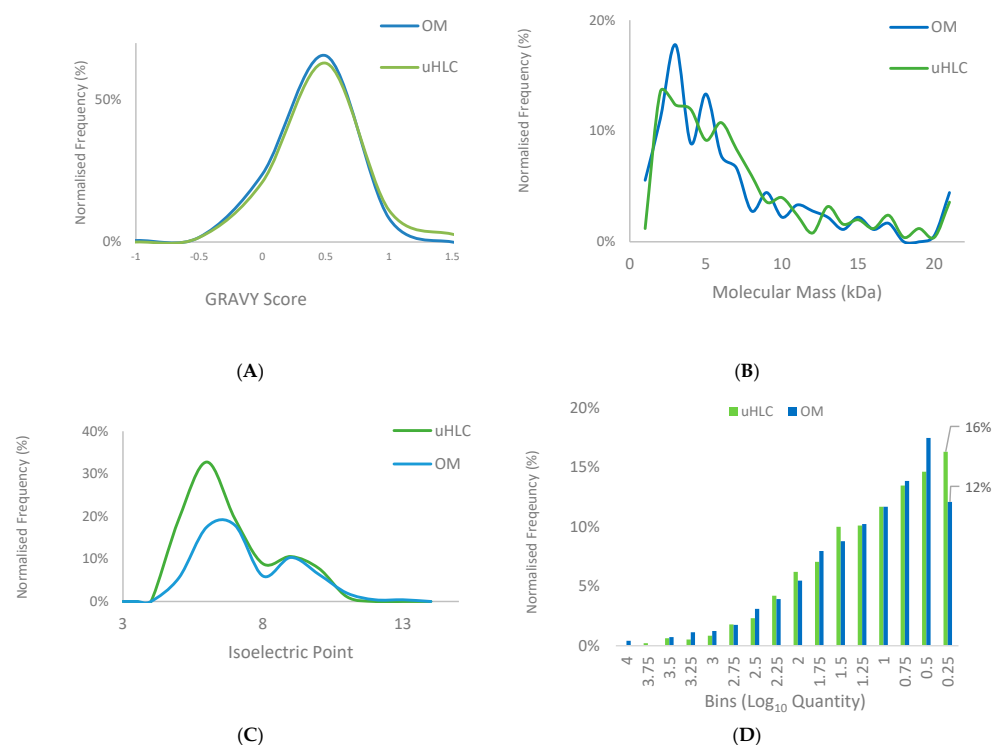 OM
uHLC
Normalised Frequency (%)
50%
0%
-1 -0.5 0 0.5 1 1.5
GRAVY Score
(A)
20%
OM
uHLC
Normalised Frequency (%)
10%
0%
0 5 10 15 20
Molecular Mass (kDa)
(B)
40%
uHLC
OM
30%
Normalised Frequency (%)
20%
10%
0%
3 8 13
Isoelectric Point
(C)
20%
uHLC OM
16%
Normalised Freqeuncy (%)
15%
12%
10%
5%
0%
4 3.75 3.5 3.25 3 2.75 2.5 2.25 2 1.75 1.5 1.25 1 0.75 0.5 0.25
Bins (Log10 Quantity)
(D)